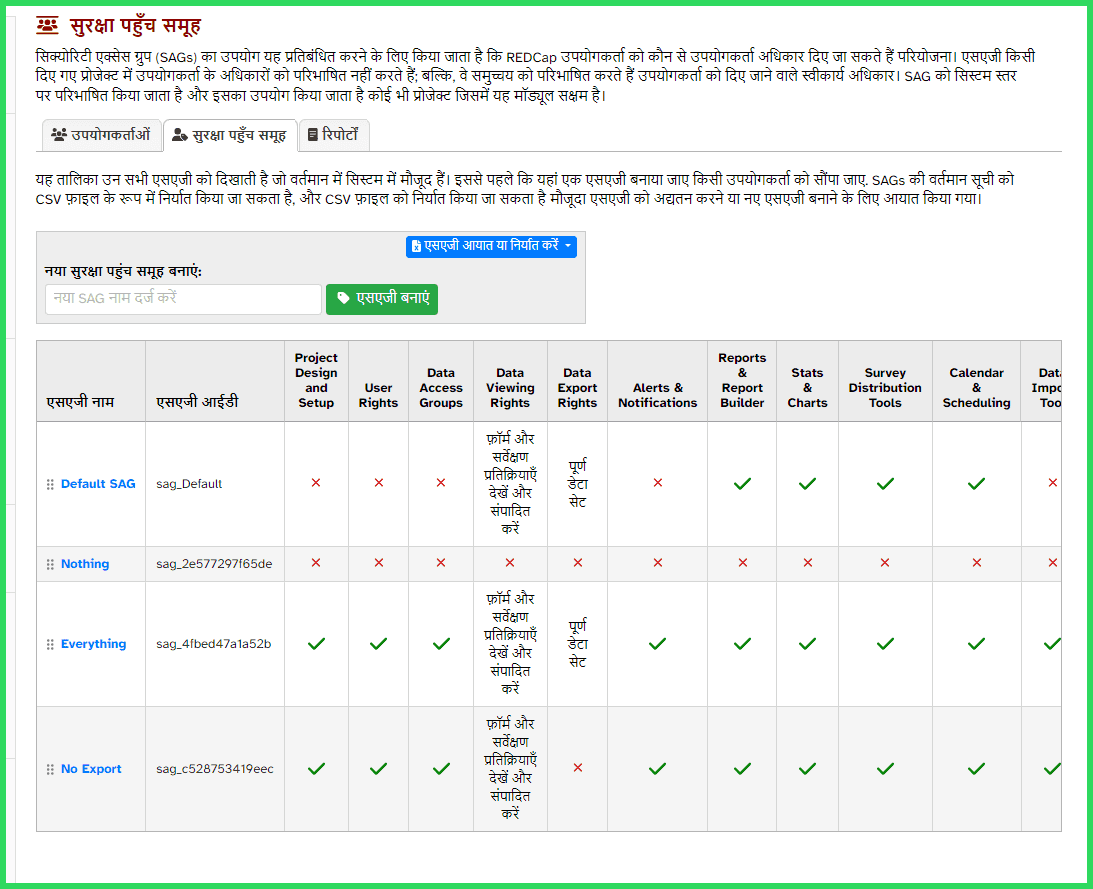 सुरक्षा पहुँच समूह
सिक्योरिटी एक्सेस ग्रुप (SAGs) का उपयोग यह प्रतिबंधित करने के लिए किया जाता है कि REDCap उपयोगकर्ता को कौन से उपयोगकर्ता अधिकार दिए जा सकते हैं परियोजना। एसएजी किसी
दिए गए प्रोजेक्ट में उपयोगकर्ता के अधिकारों को परिभाषित नहीं करते हैं; बल्कि, वे समुच्चय को परिभाषित करते हैं उपयोगकर्ता को दिए जाने वाले स्वीकार्य अधिकार। SAG को सिस्टम स्तर
पर परिभाषित किया जाता है और इसका उपयोग किया जाता है कोई भी प्रोजेक्ट जिसमें यह मॉड्यूल सक्षम है।
उपयोगकर्ताओं सुरक्षा पहुँच समूह रिपोर्टों
यह तालिका उन सभी एसएजी को दिखाती है जो वर्तमान में सिस्टम में मौजूद हैं। इससे पहले कि यहां एक एसएजी बनाया जाए किसी उपयोगकर्ता को सौंपा जाए. SAGs की वर्तमान सूची को
CSV फ़ाइल के रूप में निर्यात किया जा सकता है, और CSV फ़ाइल को निर्यात किया जा सकता है मौजूदा एसएजी को अद्यतन करने या नए एसएजी बनाने के लिए आयात किया गया।
एसएजी आयात या निर्यात करें
नया सुरक्षा पहुंच समूह बनाएं:
नया SAG नाम दर्ज करें
एसएजी बनाएं
एसएजी नाम
एसएजी आईडी
Project
Design
and
Setup
User
Rights
Data
Access
Groups
Data
Viewing
Rights
Data
Export
Rights
Alerts &
Notifications
Reports
&
Report
Builder
Stats
&
Charts
Survey
Distribution
Tools
Calendar
&
Scheduling
Default SAG
sag_Default
फ़ॉर्म और
सर्वेक्षण
प्रतिक्रियाएँ
देखें और
संपादित
करें
पूर्ण
डेटा
सेट
Nothing
sag_2e577297f65de
Everything
sag_4fbed47a1a52b
फ़ॉर्म और
सर्वेक्षण
प्रतिक्रियाएँ
देखें और
संपादित
करें
पूर्ण
डेटा
सेट
No Export
sag_c528753419eec
फ़ॉर्म और
सर्वेक्षण
प्रतिक्रियाएँ
देखें और
संपादित
करें